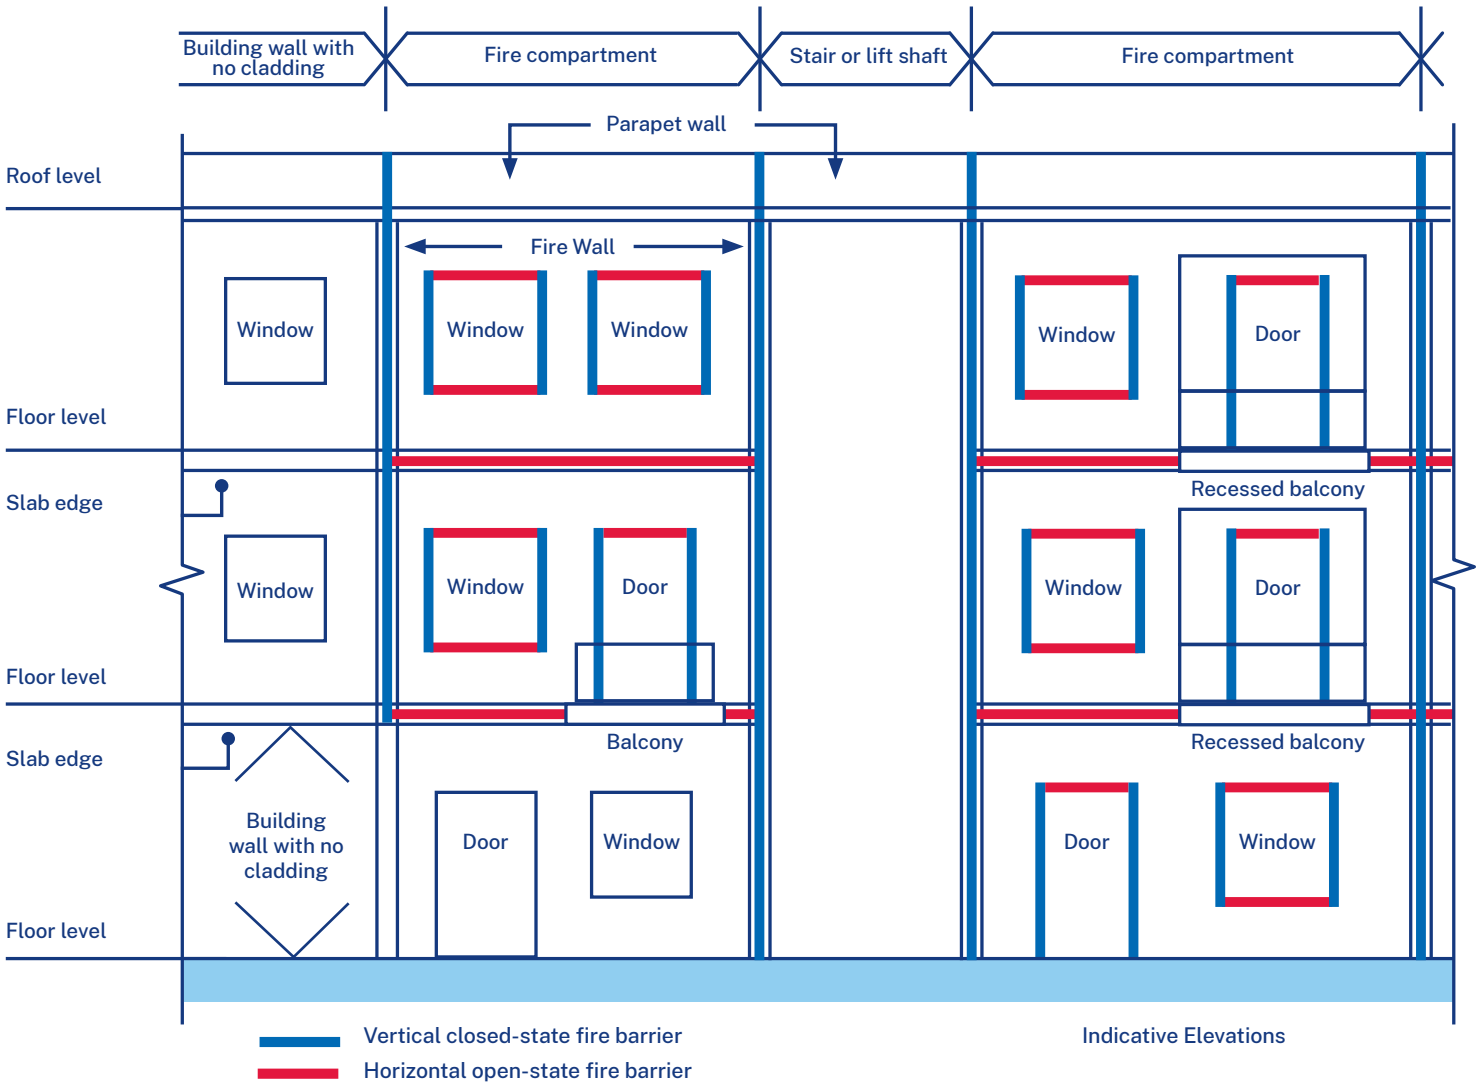 Building wall with
no cladding
Fire compartment
Stair or lift shaft
Fire compartment
Parapet wall
Roof level
Fire Wall
Window
Window
Window
Window
Door
Floor level
Recessed balcony
Slab edge
Window
Window
Door
Window
Door
Floor level
Balcony
Recessed balcony
Slab edge
Building
wall with no
cladding
Door
Window
Door
Window
Floor level
Vertical closed-state fire barrier
Indicative Elevations
Horizontal open-state fire barrier